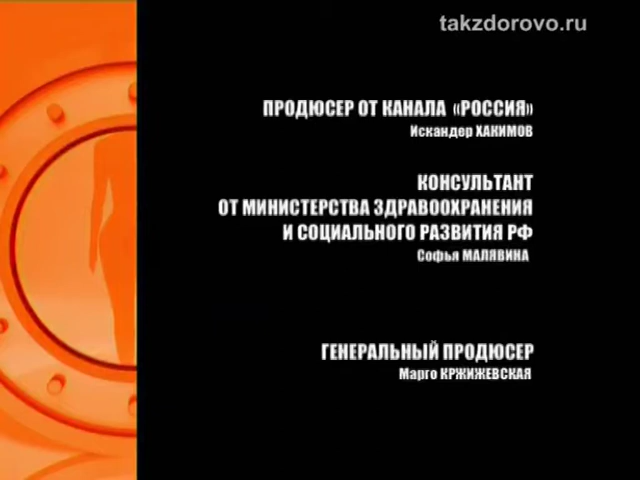 takzdorovo.ru
ПРОДЮСЕР ОТ КАНАЛА «РОССИЯ»
Искандер ХАКИМОВ
КОНСУЛЬТАНТ
ОТ МИНИСТЕРСТВА ЗДРАВООХРАНЕНИЯ
И СОЦИАЛЬНОГО РАЗВИТИЯ РФ
Софья МАЛЯВИНА
ГЕНЕРАЛЬНЫЙ ПРОДЮСЕР
Марго КРЖИЖЕВСКАЯ